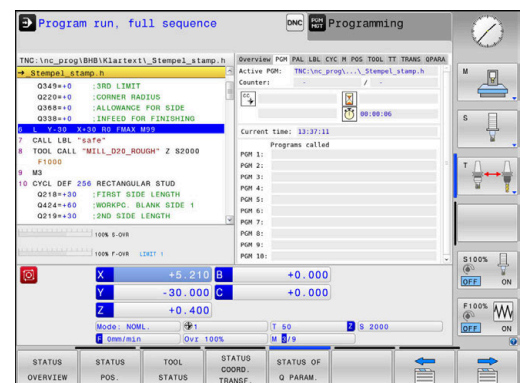 Program run, full sequence
DNC
PGM MGT
Programming
TNC:\nc_prog\BHB\Klartext\_Stempel_stamp.h
→_Stempel_stamp.h
Q349=+0 ;3RD LIMIT
Q220=+0 ;CORNER RADIUS
Q368=+0 ;ALLOWANCE FOR SIDE
Q338=+0 ;INFEED FOR FINISHING
6 L Y-30 X+30 R0 FMAX M99
7 CALL LBL "safe"
8 TOOL CALL "MILL_D20_ROUGH" Z S2000
F1000
9 M3
10 CYCL DEF 256 RECTANGULAR STUD
Q218=+30 ;FIRST SIDE LENGTH
Q424=+60 ;WORKPC. BLANK SIDE 1
Q219=+30 ;2ND SIDE LENGTH
100% S-OVR
100% F-OVR LIMIT 1
Overview PGM PAL LBL CYC M POS TOOL TT TRANS QPARA
Active PGM: TNC:\nc_prog\...\_Stempel_stamp.h
Counter: - / -
CC
00:00:06
Current time: 13:37:11
Programs called
PGM 1:
PGM 2:
PGM 3:
PGM 4:
PGM 5:
PGM 6:
PGM 7:
PGM 8:
PGM 9:
PGM 10:
X +5.210 B +0.000
Y -30.000 C +0.000
Z +0.400
Mode: NOML. 1 T 50 Z S 2000
F 0mm/min Ovr 100% M 5/9
M
S
T
S100%
OFF ON
F100%
OFF ON
STATUS OVERVIEW
STATUS POS.
TOOL STATUS
STATUS COORD. TRANSF.
STATUS OF Q PARAM.